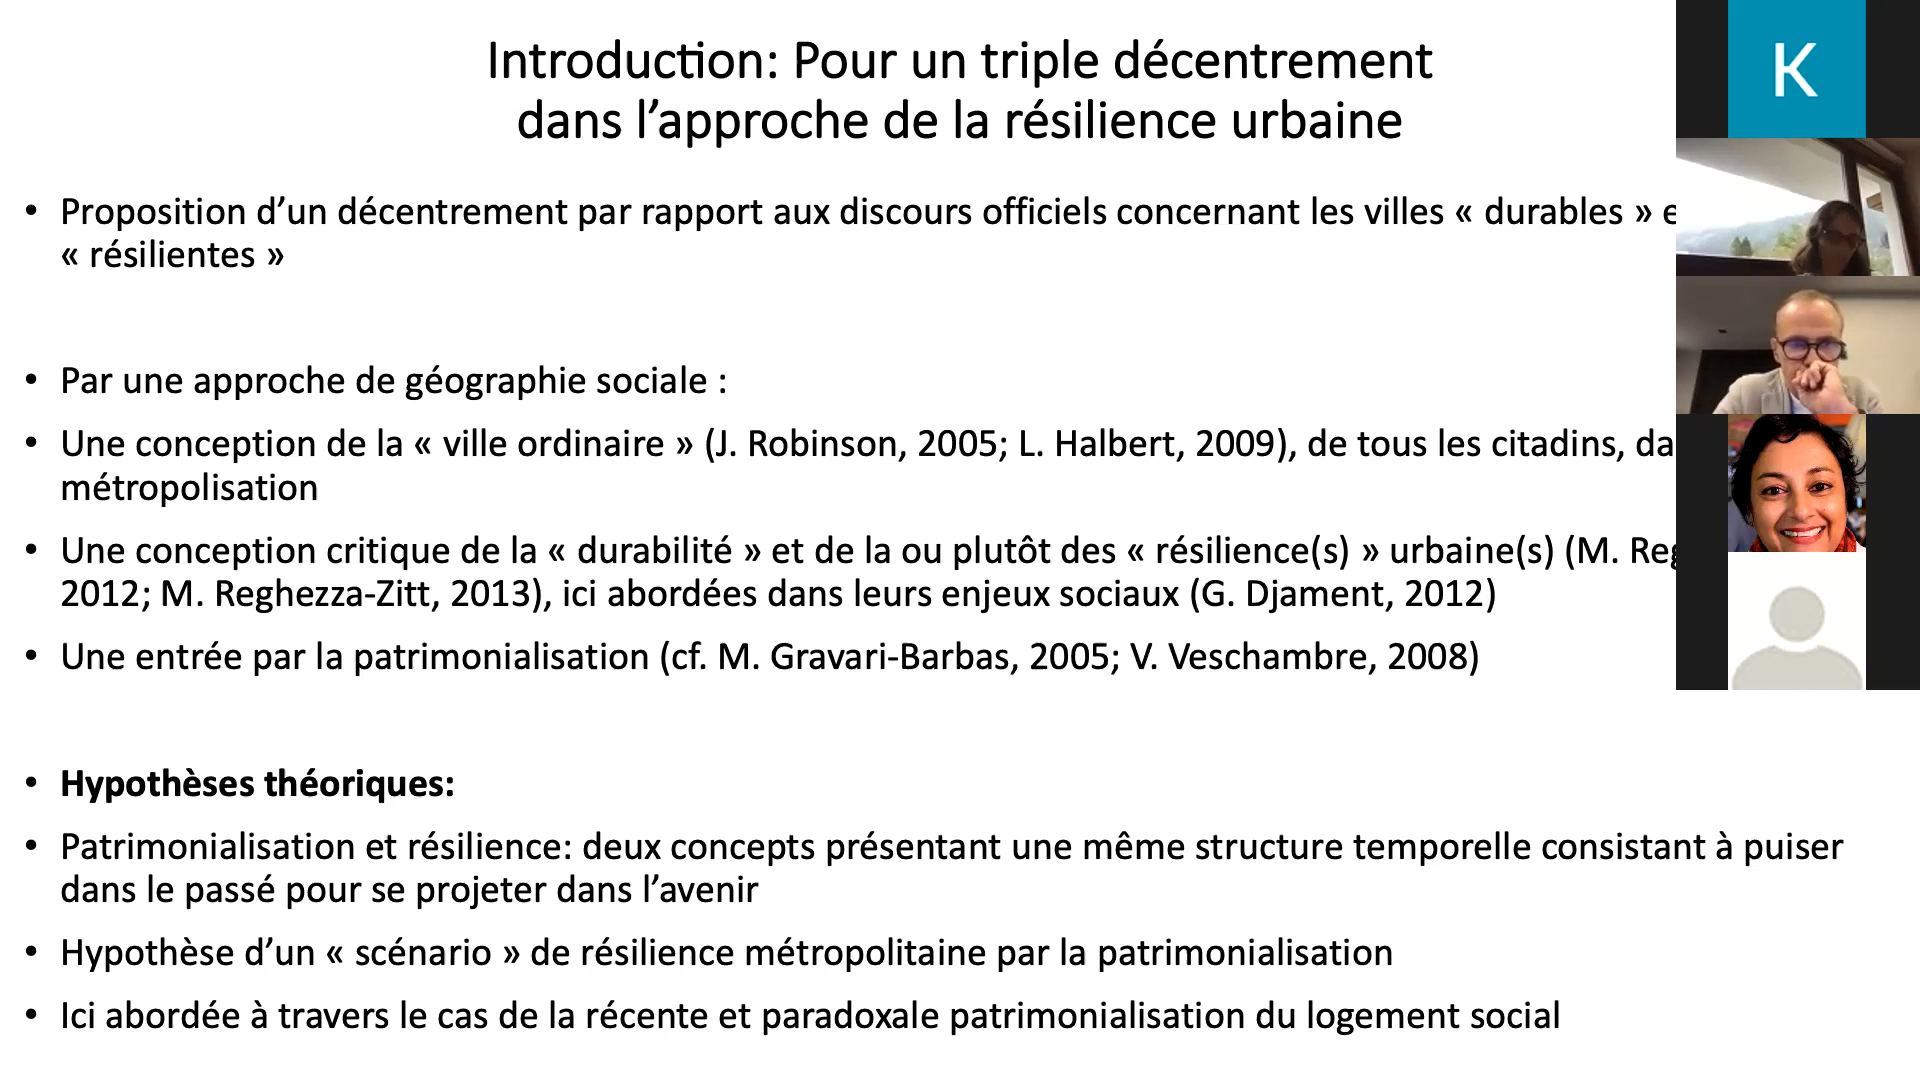 Introduction: Pour un triple décentrement
dans l’approche de la résilience urbaine
• Proposition d’un décentrement par rapport aux discours officiels concernant les villes « durables »
« résilientes »
• Par une approche de géographie sociale :
• Une conception de la « ville ordinaire » (J. Robinson, 2005; L. Halbert, 2009), de tous les citadins,
métropolisation
• Une conception critique de la « durabilité » et de la ou plutôt des « résilience(s) » urbaine(s) (M.
2012; M. Reghezza-Zitt, 2013), ici abordées dans leurs enjeux sociaux (G. Djament, 2012)
• Une entrée par la patrimonialisation (cf. M. Gravari-Barbas, 2005; V. Veschambre, 2008)
• Hypothèses théoriques:
• Patrimonialisation et résilience: deux concepts présentant une même structure temporelle consistant à puiser
dans le passé pour se projeter dans l’avenir
• Hypothèse d’un « scénario » de résilience métropolitaine par la patrimonialisation
• Ici abordée à travers le cas de la récente et paradoxale patrimonialisation du logement social
K